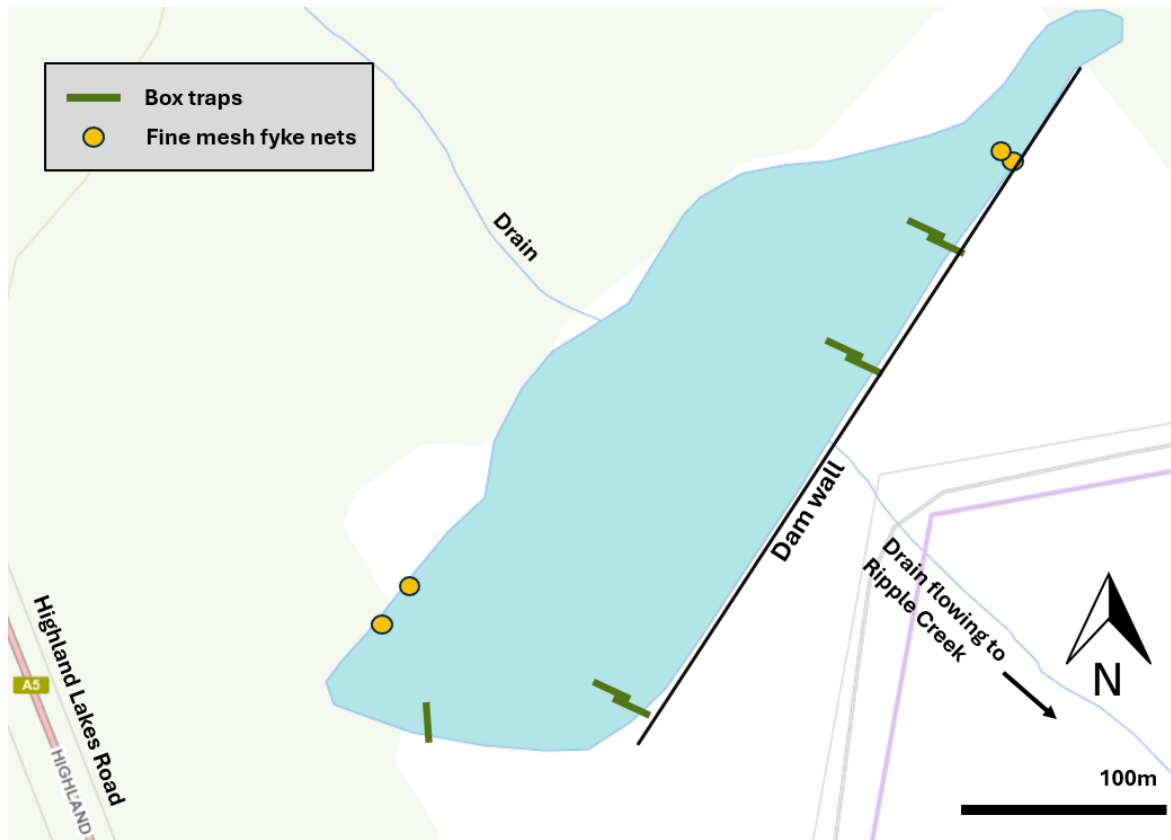 Box traps
Fine mesh fyke nets
Drain
Dam wall
Drain flowing to
Ripple Creek
Highland Lakes Road
A5
HIGHLAND
N
100m